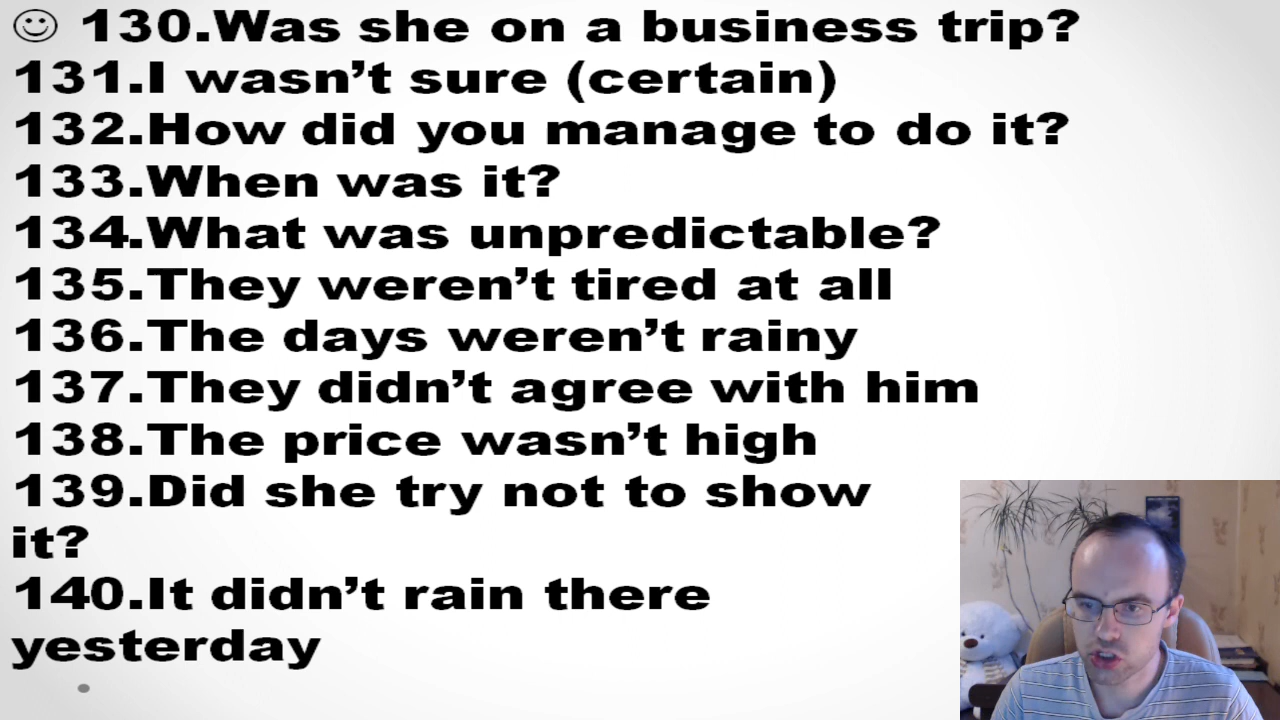 ☺ 130.Was she on a business trip?
131.I wasn’t sure (certain)
132.How did you manage to do it?
133.When was it?
134.What was unpredictable?
135.They weren’t tired at all
136.The days weren’t rainy
137.They didn’t agree with him
138.The price wasn’t high
139.Did she try not to show
it?
140.It didn’t rain there
yesterday